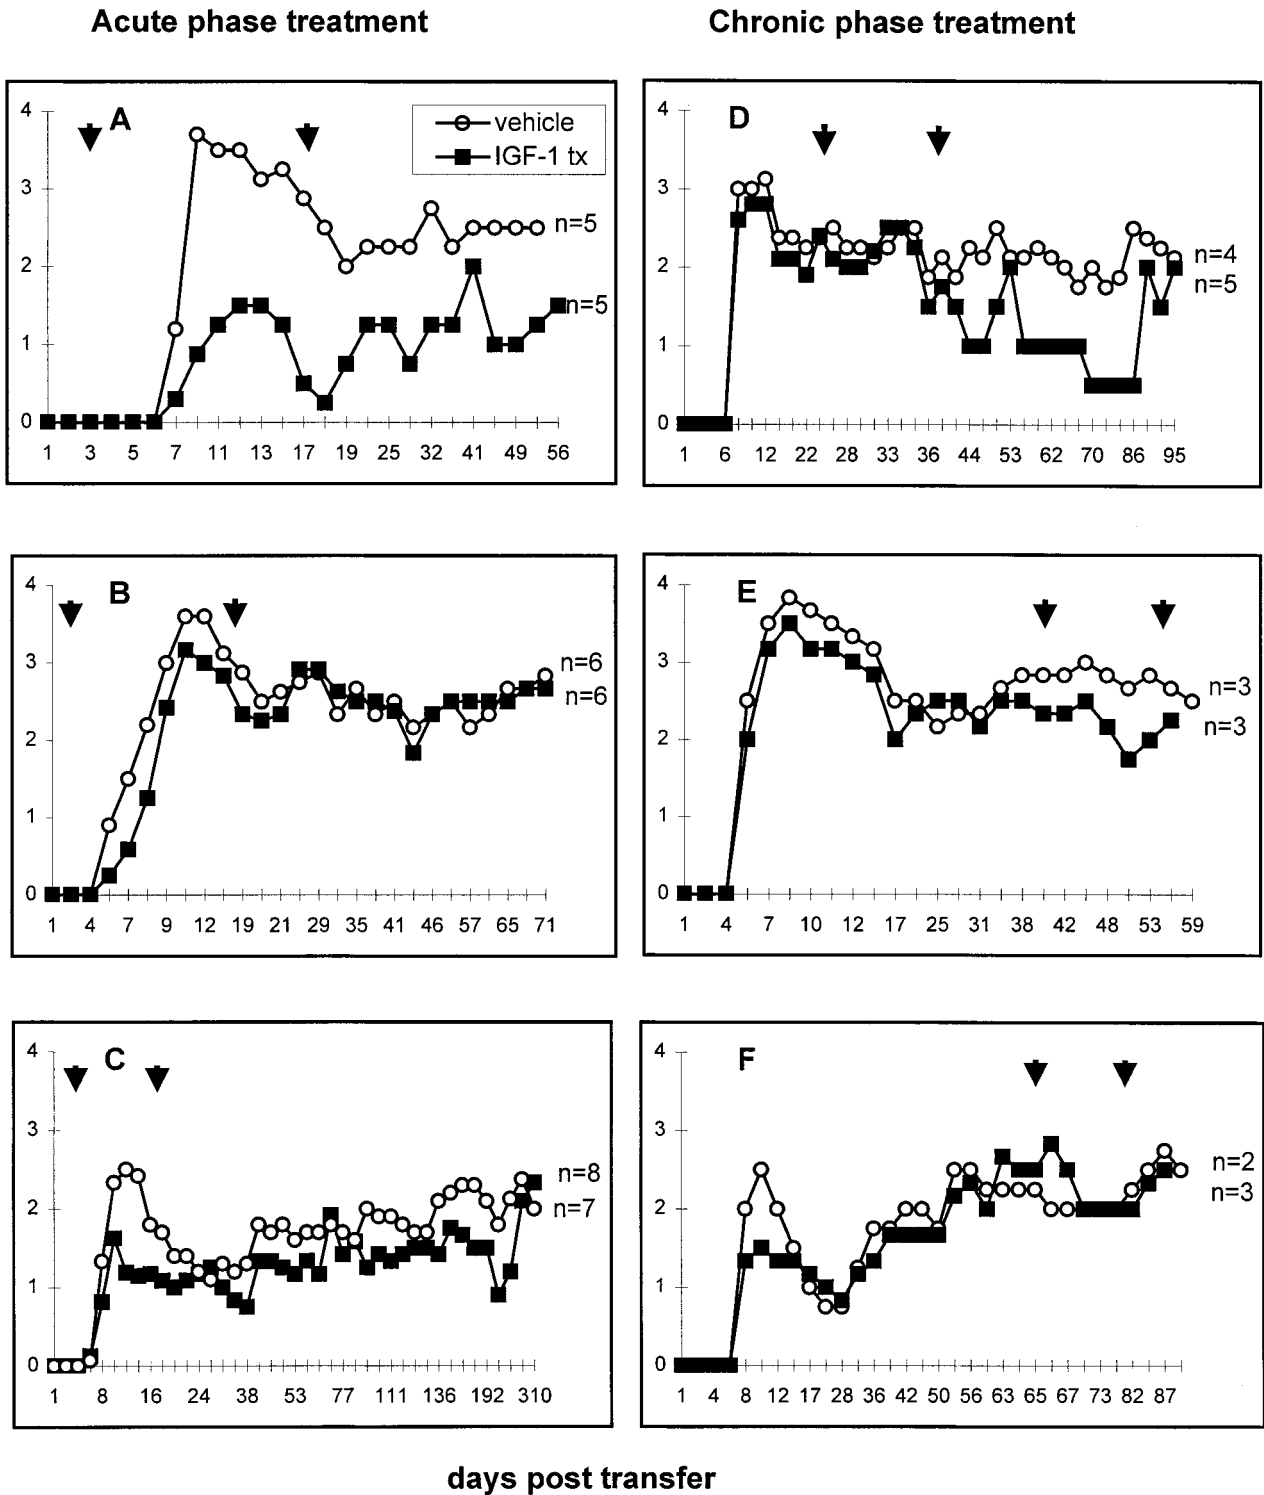 Acute phase treatment
Chronic phase treatment
A
vehicle
IGF-1 tx
4
3
2
1
0
n=5
n=5
1 3 5 7 11 13 17 19 25 32 41 49 56
D
4
3
2
1
0
n=4
n=5
1 6 12 22 28 33 36 44 53 62 70 86 95
B
4
3
2
1
0
n=6
n=6
1 4 7 9 12 19 21 29 35 41 46 57 65 71
E
4
3
2
1
0
n=3
n=3
1 4 7 10 12 17 25 31 38 42 48 53 59
C
4
3
2
1
0
n=8
n=7
1 8 16 24 38 53 77 111 136 192 310
F
4
3
2
1
0
n=2
n=3
1 4 8 12 17 28 36 42 50 56 63 65 67 73 82 87
days post transfer